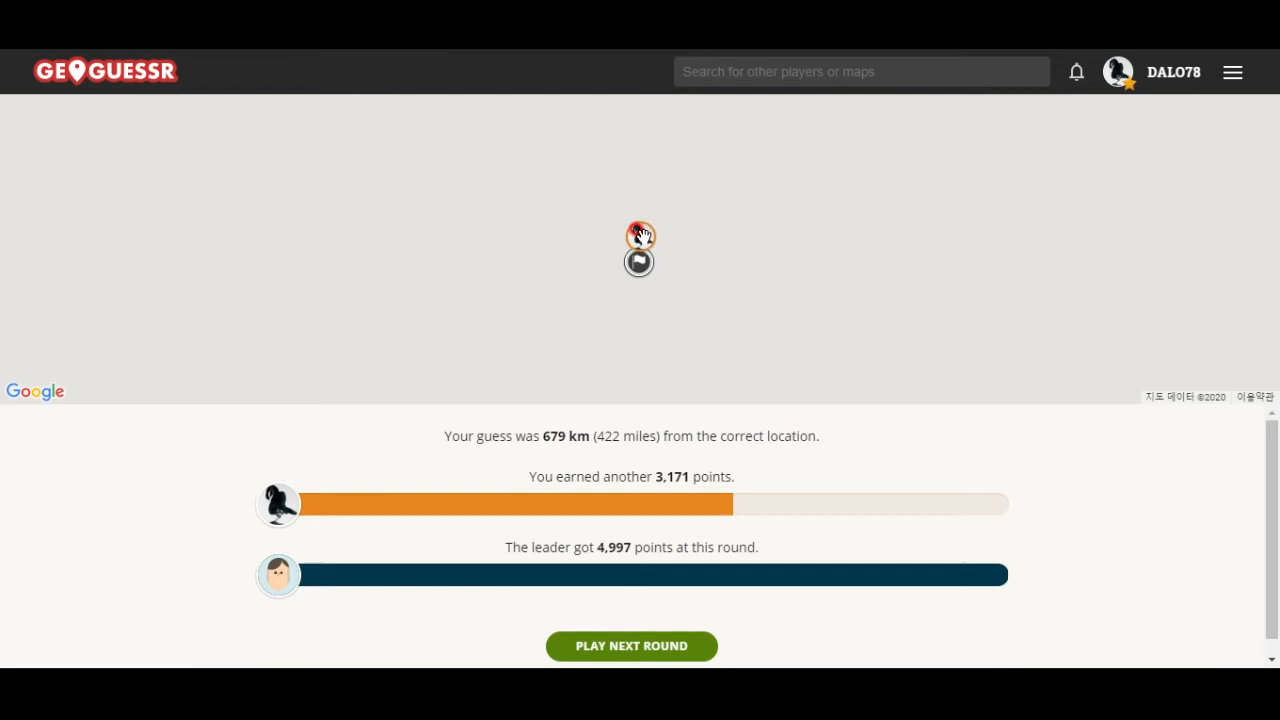 GEOGUESSR
Search for other players or maps
DALO78
Google
지도 데이터 ©2020
이용약관
Your guess was 679 km (422 miles) from the correct location.
You earned another 3,171 points.
The leader got 4,997 points at this round.
PLAY NEXT ROUND